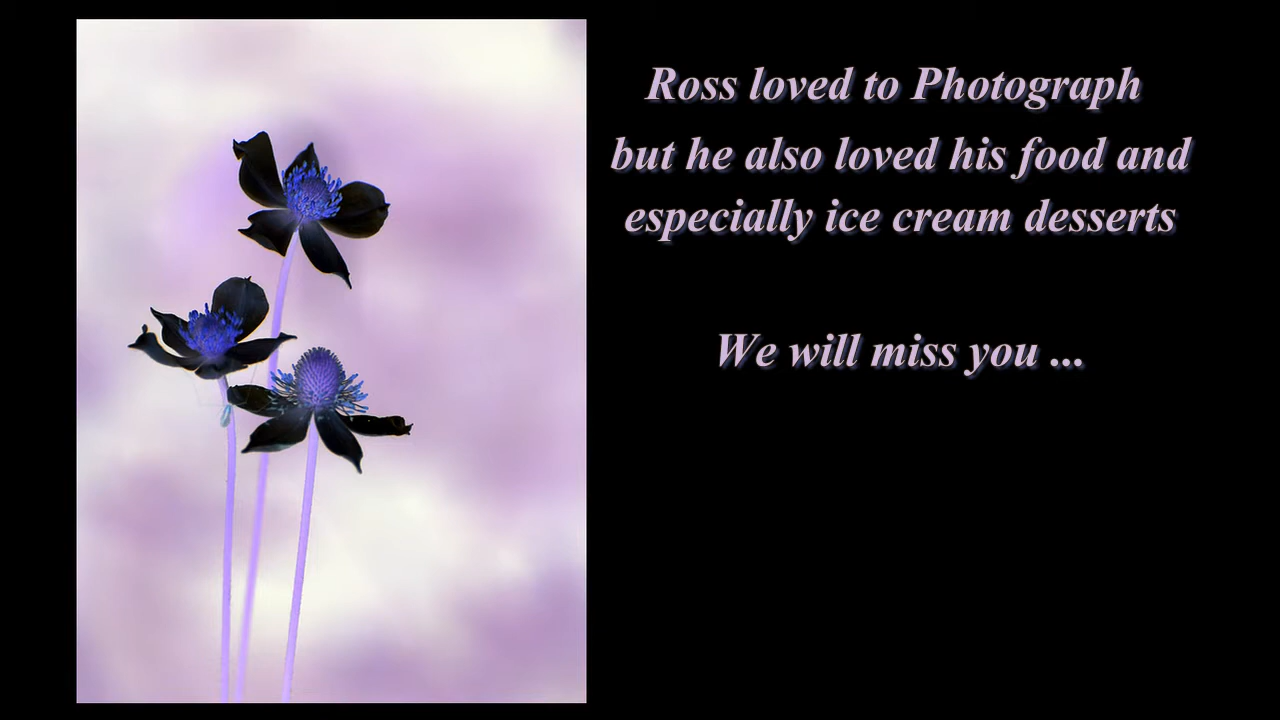 Ross loved to Photograph
but he also loved his food and
especially ice cream desserts
We will miss you ...